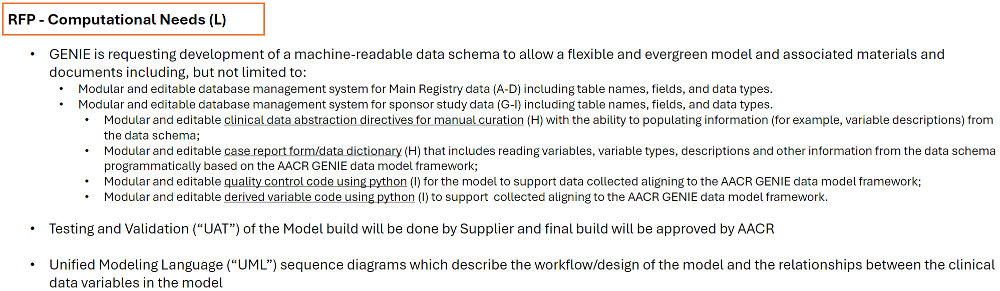 RFP - Computational Needs (L)
• GENIE is requesting development of a machine-readable data schema to allow a flexible and evergreen model and associated materials and
documents including, but not limited to:
• Modular and editable database management system for Main Registry data (A-D) including table names, fields, and data types.
• Modular and editable database management system for sponsor study data (G-I) including table names, fields, and data types.
• Modular and editable clinical data abstraction directives for manual curation (H) with the ability to populating information (for example, variable descriptions) from
the data schema;
• Modular and editable case report form/data dictionary (H) that includes reading variables, variable types, descriptions and other information from the data schema
programmatically based on the AACR GENIE data model framework;
• Modular and editable quality control code using python (I) for the model to support data collected aligning to the AACR GENIE data model framework;
• Modular and editable derived variable code using python (I) to support  collected aligning to the AACR GENIE data model framework.
• Testing and Validation (“UAT”) of the Model build will be done by Supplier and final build will be approved by AACR
• Unified Modeling Language (“UML”) sequence diagrams which describe the workflow/design of the model and the relationships between the clinical
data variables in the model